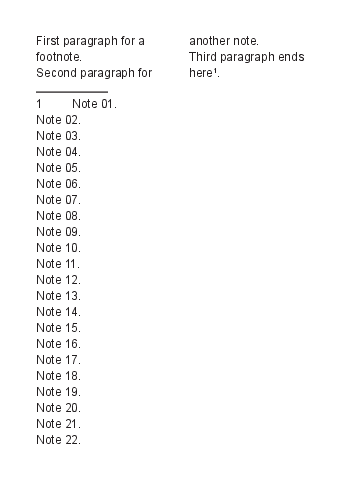 First paragraph for a
footnote.
Second paragraph for
another note.
Third paragraph ends
here¹.
1 Note 01.
Note 02.
Note 03.
Note 04.
Note 05.
Note 06.
Note 07.
Note 08.
Note 09.
Note 10.
Note 11.
Note 12.
Note 13.
Note 14.
Note 15.
Note 16.
Note 17.
Note 18.
Note 19.
Note 20.
Note 21.
Note 22.